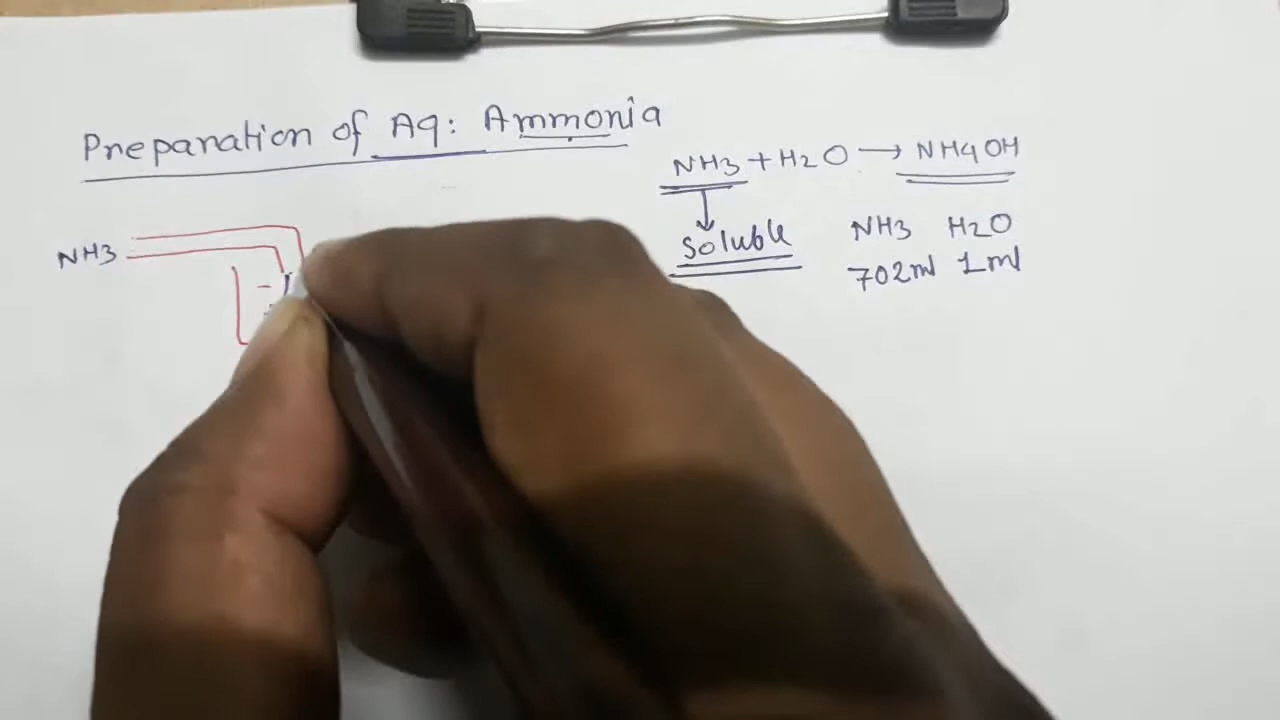 Preparation of Aq: Ammonia
NH3 + H2O → NH4OH
NH3
Soluble
NH3 H2O
702ml 1ml